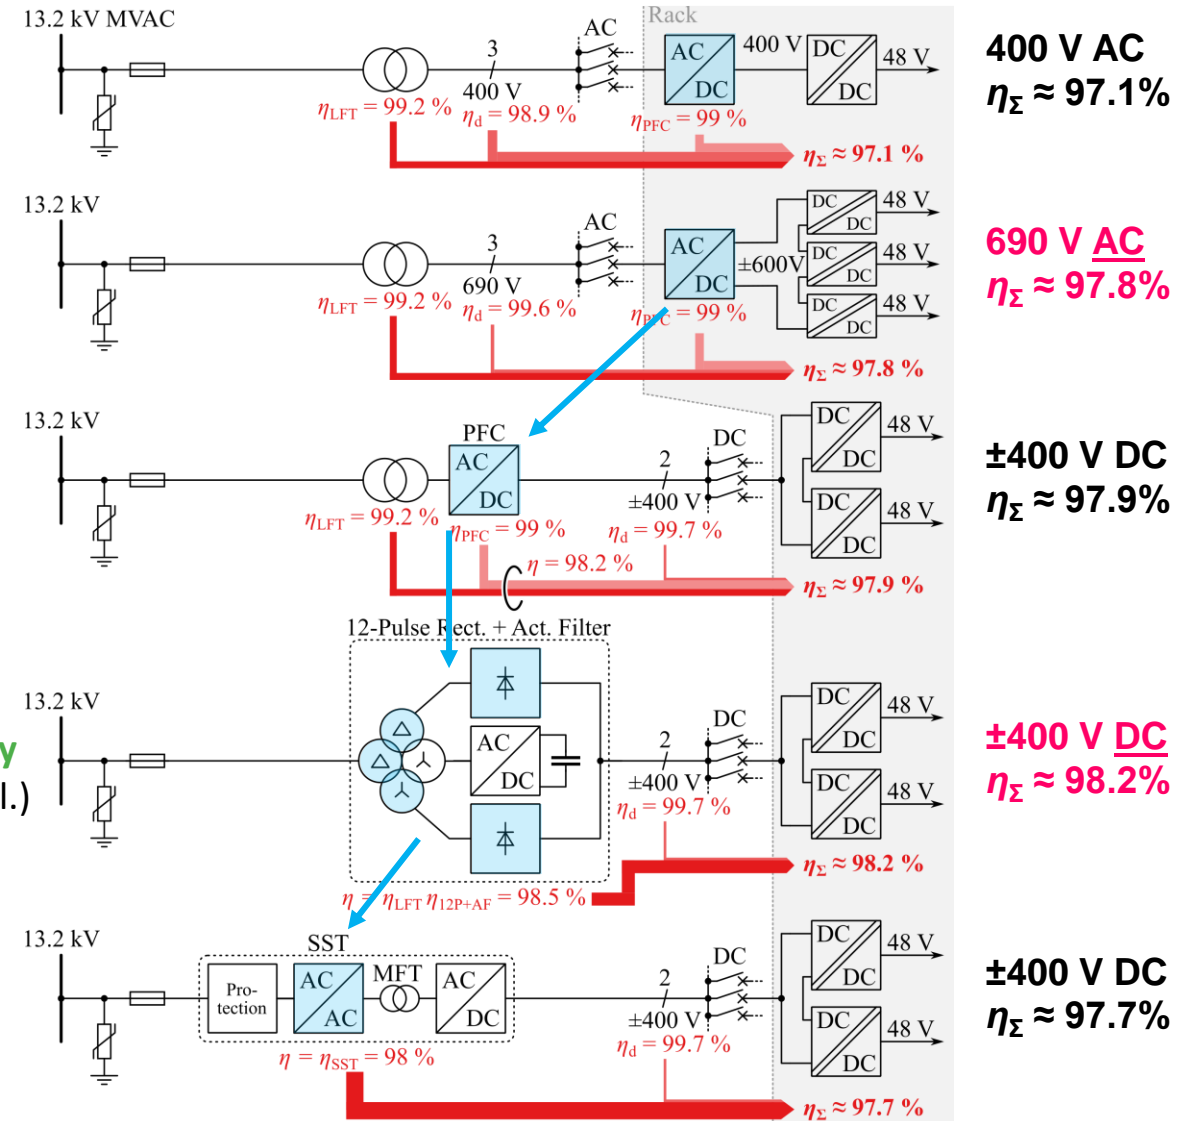 13.2 kV MVAC
3
400 V
AC
Rack
AC
DC
400 V
DC
DC
48 V
ηLFT = 99.2 %
ηd = 98.9 %
ηPFC = 99 %
ηΣ ≈ 97.1 %
400 V AC
ηΣ ≈ 97.1%
13.2 kV
3
690 V
AC
AC
DC
±600V
DC
DC
48 V
DC
DC
48 V
DC
DC
48 V
ηLFT = 99.2 %
ηd = 99.6 %
ηPFC = 99 %
ηΣ ≈ 97.8 %
690 V AC
ηΣ ≈ 97.8%
13.2 kV
PFC
AC
DC
2
±400 V
DC
DC
DC
48 V
DC
DC
48 V
ηLFT = 99.2 %
ηPFC = 99 %
ηd = 99.7 %
η = 98.2 %
ηΣ ≈ 97.9 %
±400 V DC
ηΣ ≈ 97.9%
12-Pulse Rect. + Act. Filter
13.2 kV
y
l.)
AC
DC
2
±400 V
DC
DC
DC
48 V
DC
DC
48 V
ηd = 99.7 %
η = ηLFT η12P+AF = 98.5 %
ηΣ ≈ 98.2 %
±400 V DC
ηΣ ≈ 98.2%
13.2 kV
SST
Pro-
tection
AC
AC
MFT
AC
DC
2
±400 V
DC
DC
DC
48 V
DC
DC
48 V
η = ηSST = 98 %
ηd = 99.7 %
ηΣ ≈ 97.7 %
±400 V DC
ηΣ ≈ 97.7%